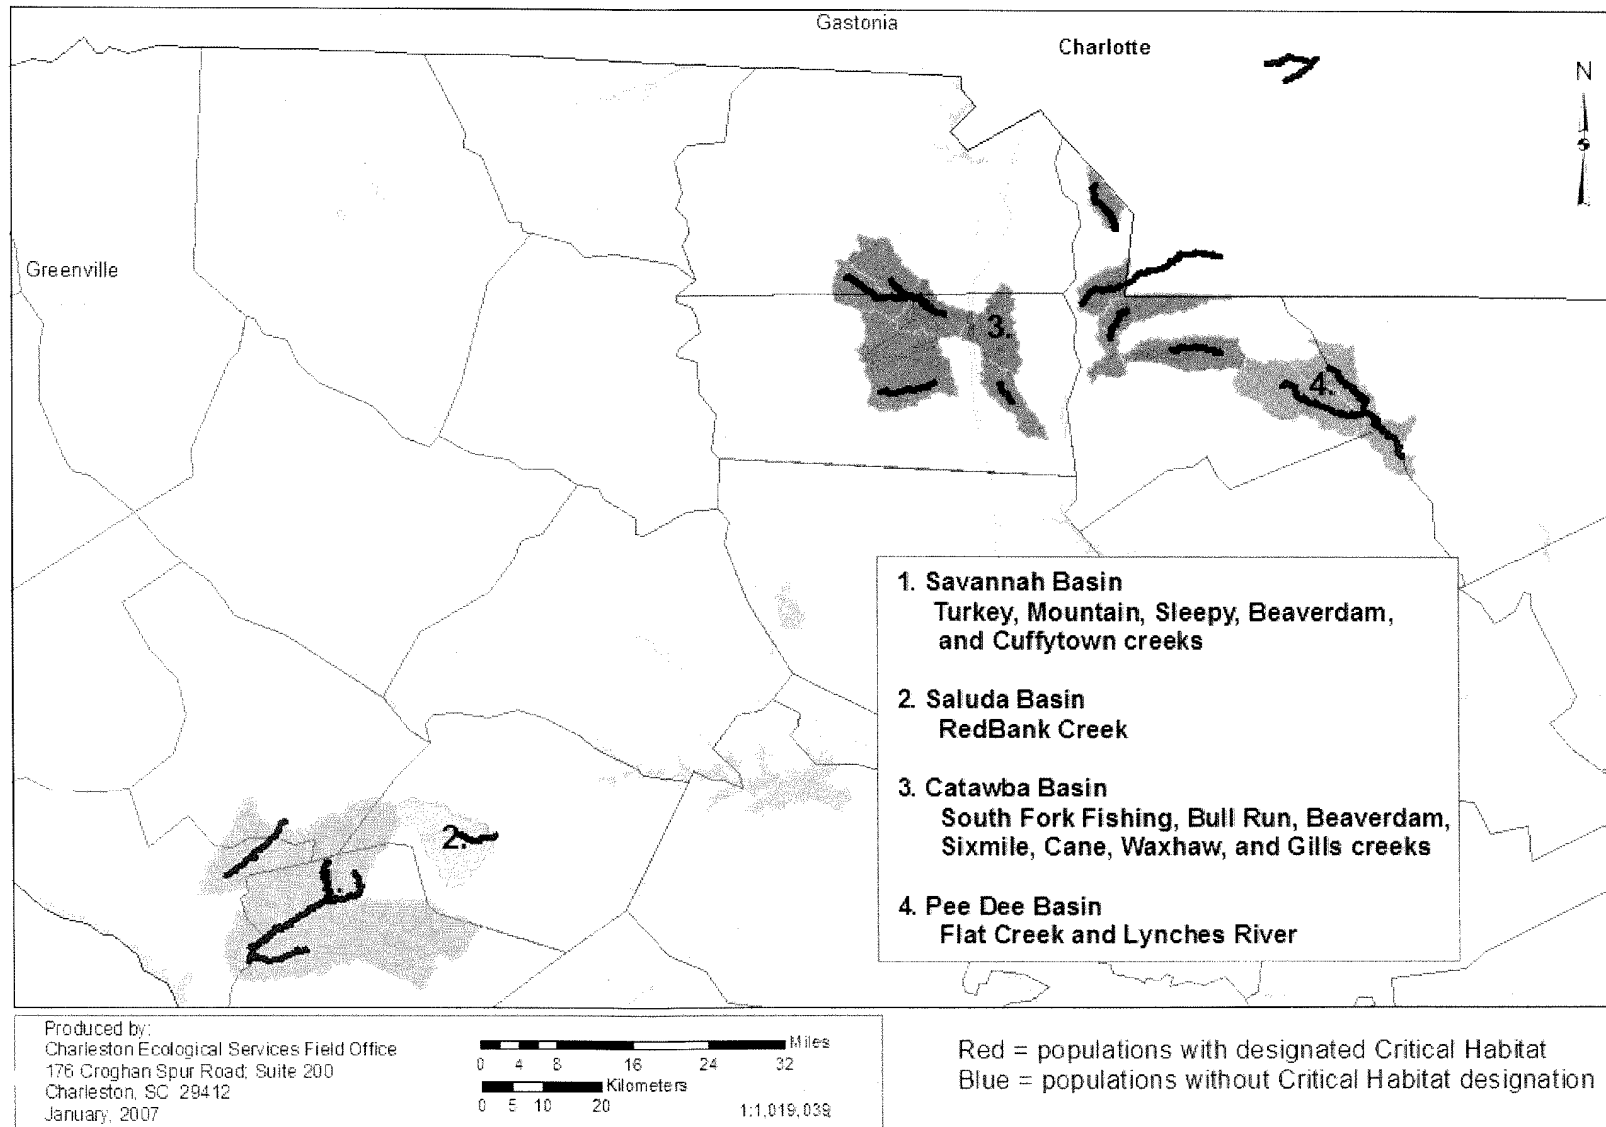 Gastonia
Charlotte
N
Greenville
3.
4.
2.
1. Savannah Basin
Turkey, Mountain, Sleepy, Beaverdam,
and Cuffytown creeks
2. Saluda Basin
RedBank Creek
3. Catawba Basin
South Fork Fishing, Bull Run, Beaverdam,
Sixmile, Cane, Waxhaw, and Gills creeks
4. Pee Dee Basin
Flat Creek and Lynches River
Produced by:
Charleston Ecological Services Field Office
176 Croghan Spur Road; Suite 200
Charleston, SC 29412
January, 2007
Miles
0 4 8 16 24 32
Kilometers
0 5 10 20
1:1,019,039
Red = populations with designated Critical Habitat
Blue = populations without Critical Habitat designation